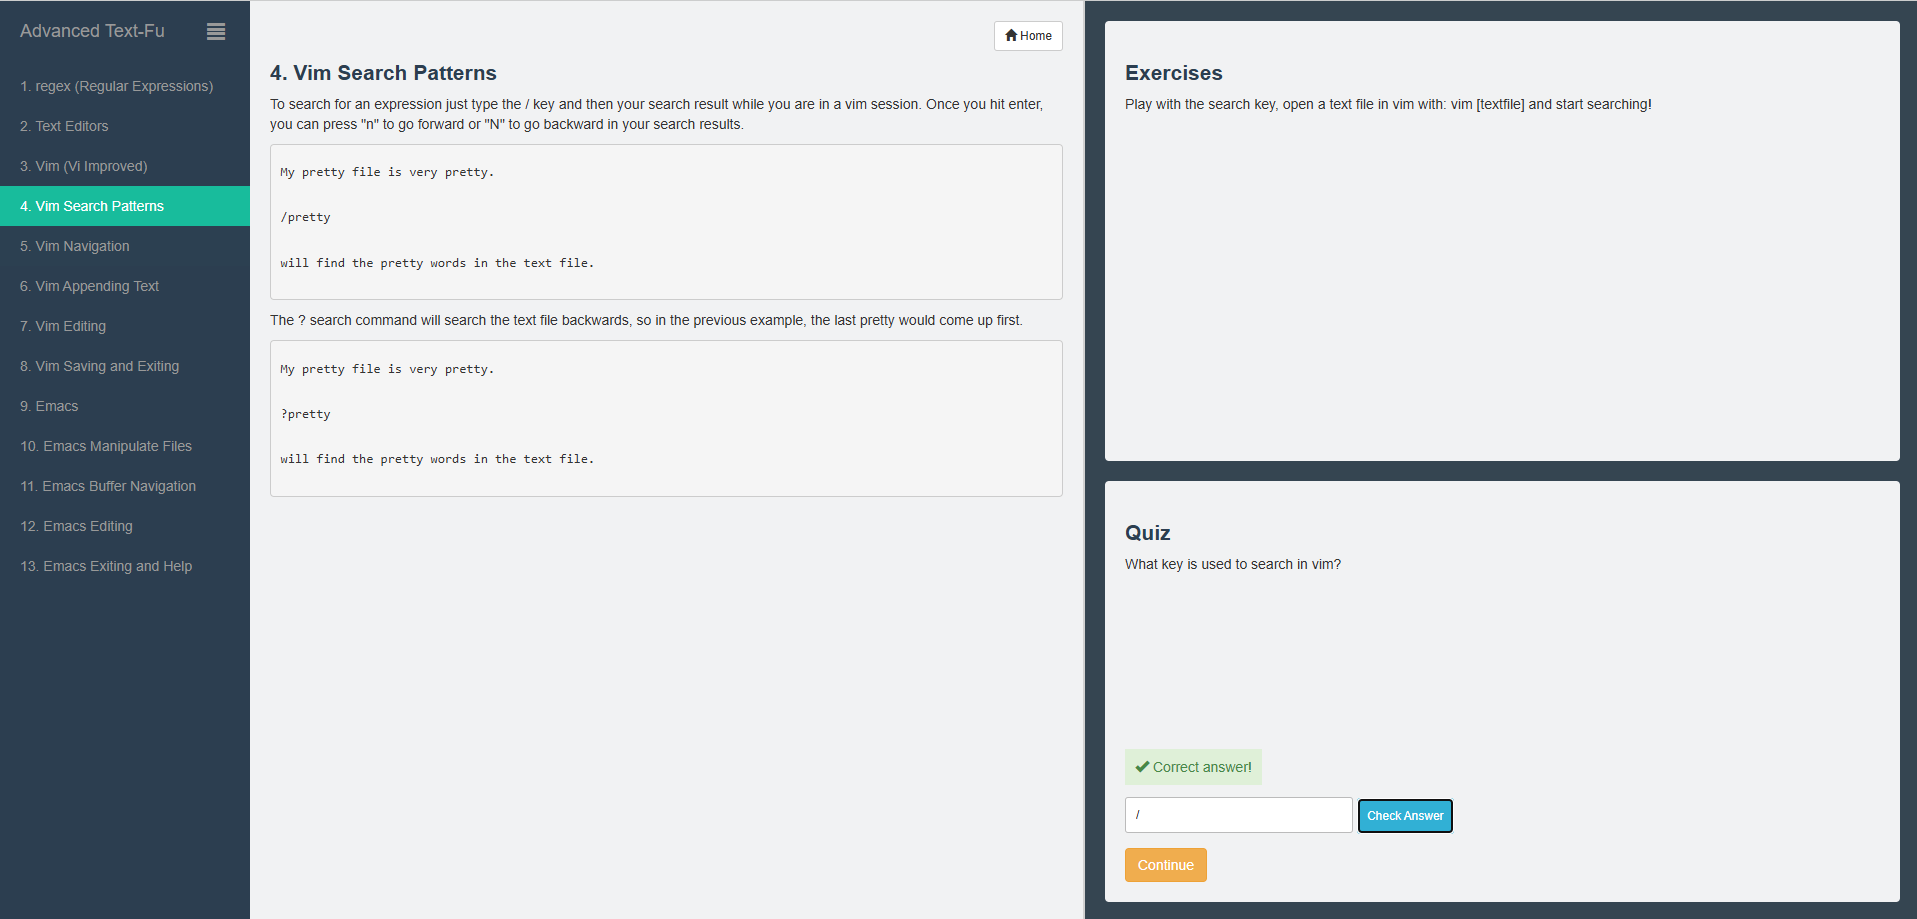 Advanced Text-Fu
1. regex (Regular Expressions)
2. Text Editors
3. Vim (Vi Improved)
4. Vim Search Patterns
5. Vim Navigation
6. Vim Appending Text
7. Vim Editing
8. Vim Saving and Exiting
9. Emacs
10. Emacs Manipulate Files
11. Emacs Buffer Navigation
12. Emacs Editing
13. Emacs Exiting and Help
Home
4. Vim Search Patterns
To search for an expression just type the / key and then your search result while you are in a vim session. Once you hit enter,
you can press "n" to go forward or "N" to go backward in your search results.
My pretty file is very pretty.
/pretty
will find the pretty words in the text file.
The ? search command will search the text file backwards, so in the previous example, the last pretty would come up first.
My pretty file is very pretty.
?pretty
will find the pretty words in the text file.
Exercises
Play with the search key, open a text file in vim with: vim [textfile] and start searching!
Quiz
What key is used to search in vim?
Correct answer!
/
Check Answer
Continue